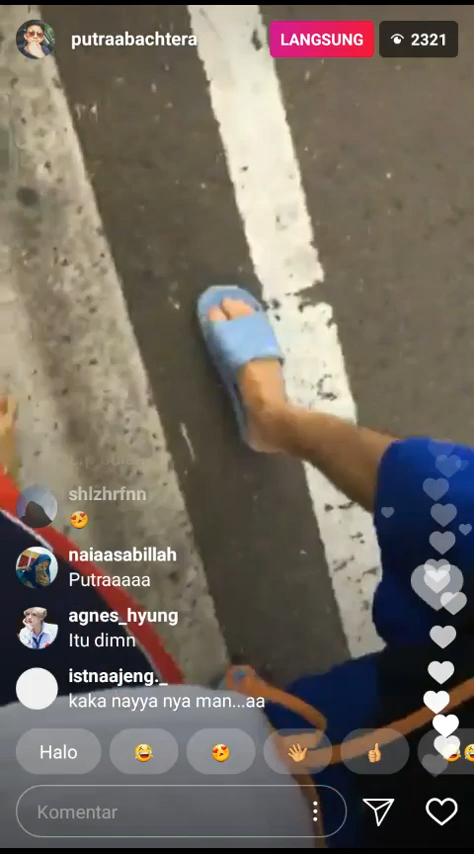 putraabachtera
LANGSUNG
2321
shlzhrfnn
😍
naiaasabillah
Putraaaaa
agnes_hyung
Itu dimn
istnaajeng._
kaka nayya nya man...aa
Halo
Komentar